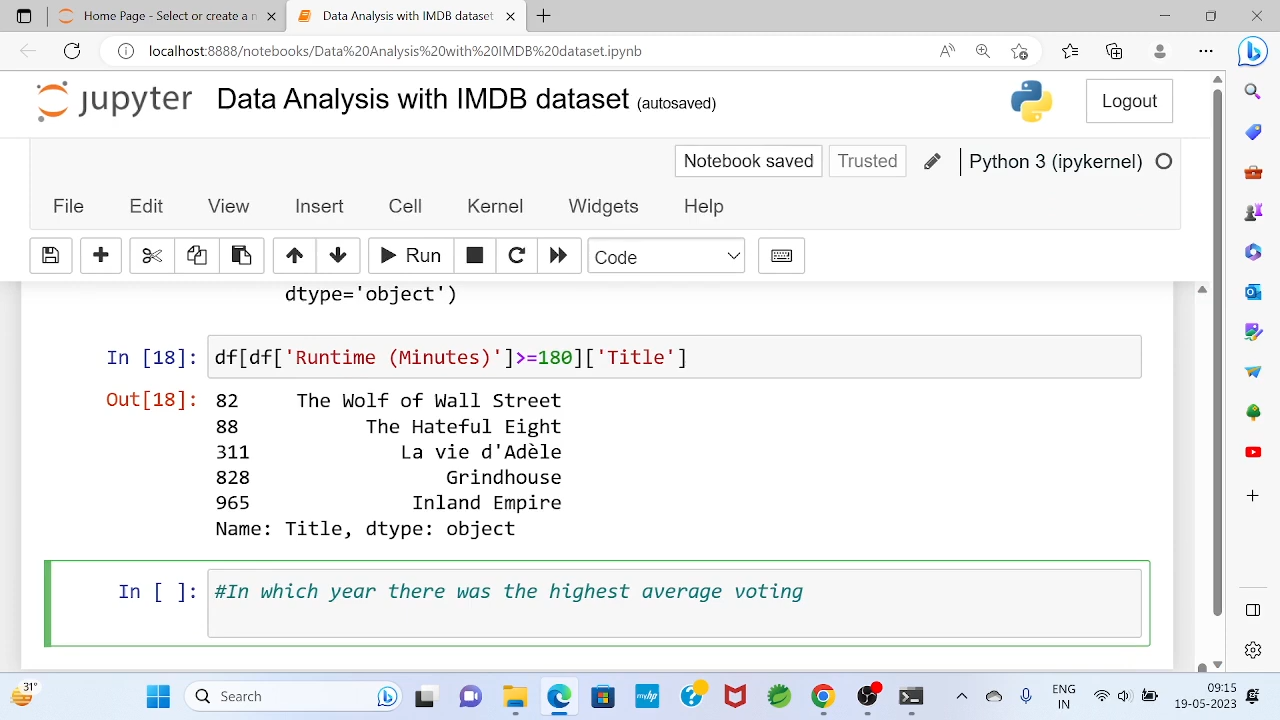 Home Page - Select or create a n
Data Analysis with IMDB dataset
localhost:8888/notebooks/Data%20Analysis%20with%20IMDB%20dataset.ipynb
jupyter Data Analysis with IMDB dataset (autosaved)
Logout
Notebook saved Trusted Python 3 (ipykernel)
File Edit View Insert Cell Kernel Widgets Help
Run Code
dtype='object')
In [18]: df[df['Runtime (Minutes)']>=180]['Title']
Out[18]: 82 The Wolf of Wall Street
88 The Hateful Eight
311 La vie d'Adèle
828 Grindhouse
965 Inland Empire
Name: Title, dtype: object
In [ ]: #In which year there was the highest average voting
31°
Search
myhp
ENG
IN
09:15
19-05-2023